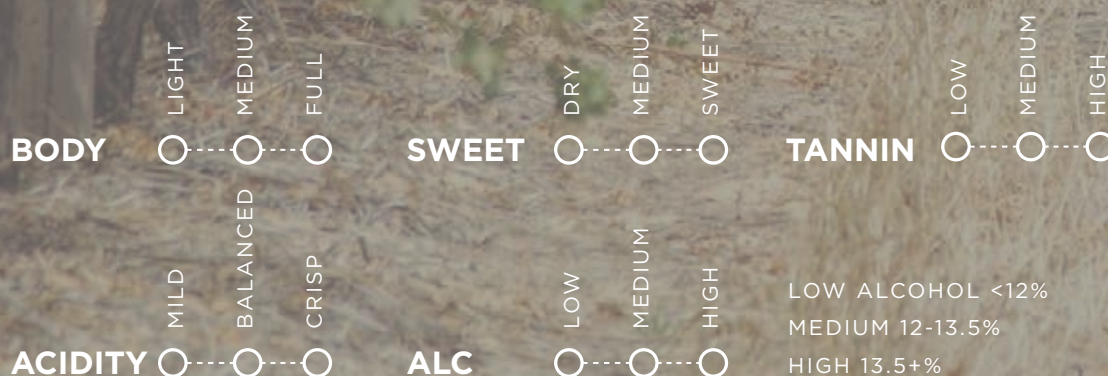 LIGHT
MEDIUM
FULL
BODY
DRY
MEDIUM
SWEET
SWEET
LOW
MEDIUM
HIGH
TANNIN
MILD
BALANCED
CRISP
ACIDITY
LOW
MEDIUM
HIGH
ALC
LOW ALCOHOL <12%
MEDIUM 12-13.5%
HIGH 13.5+%